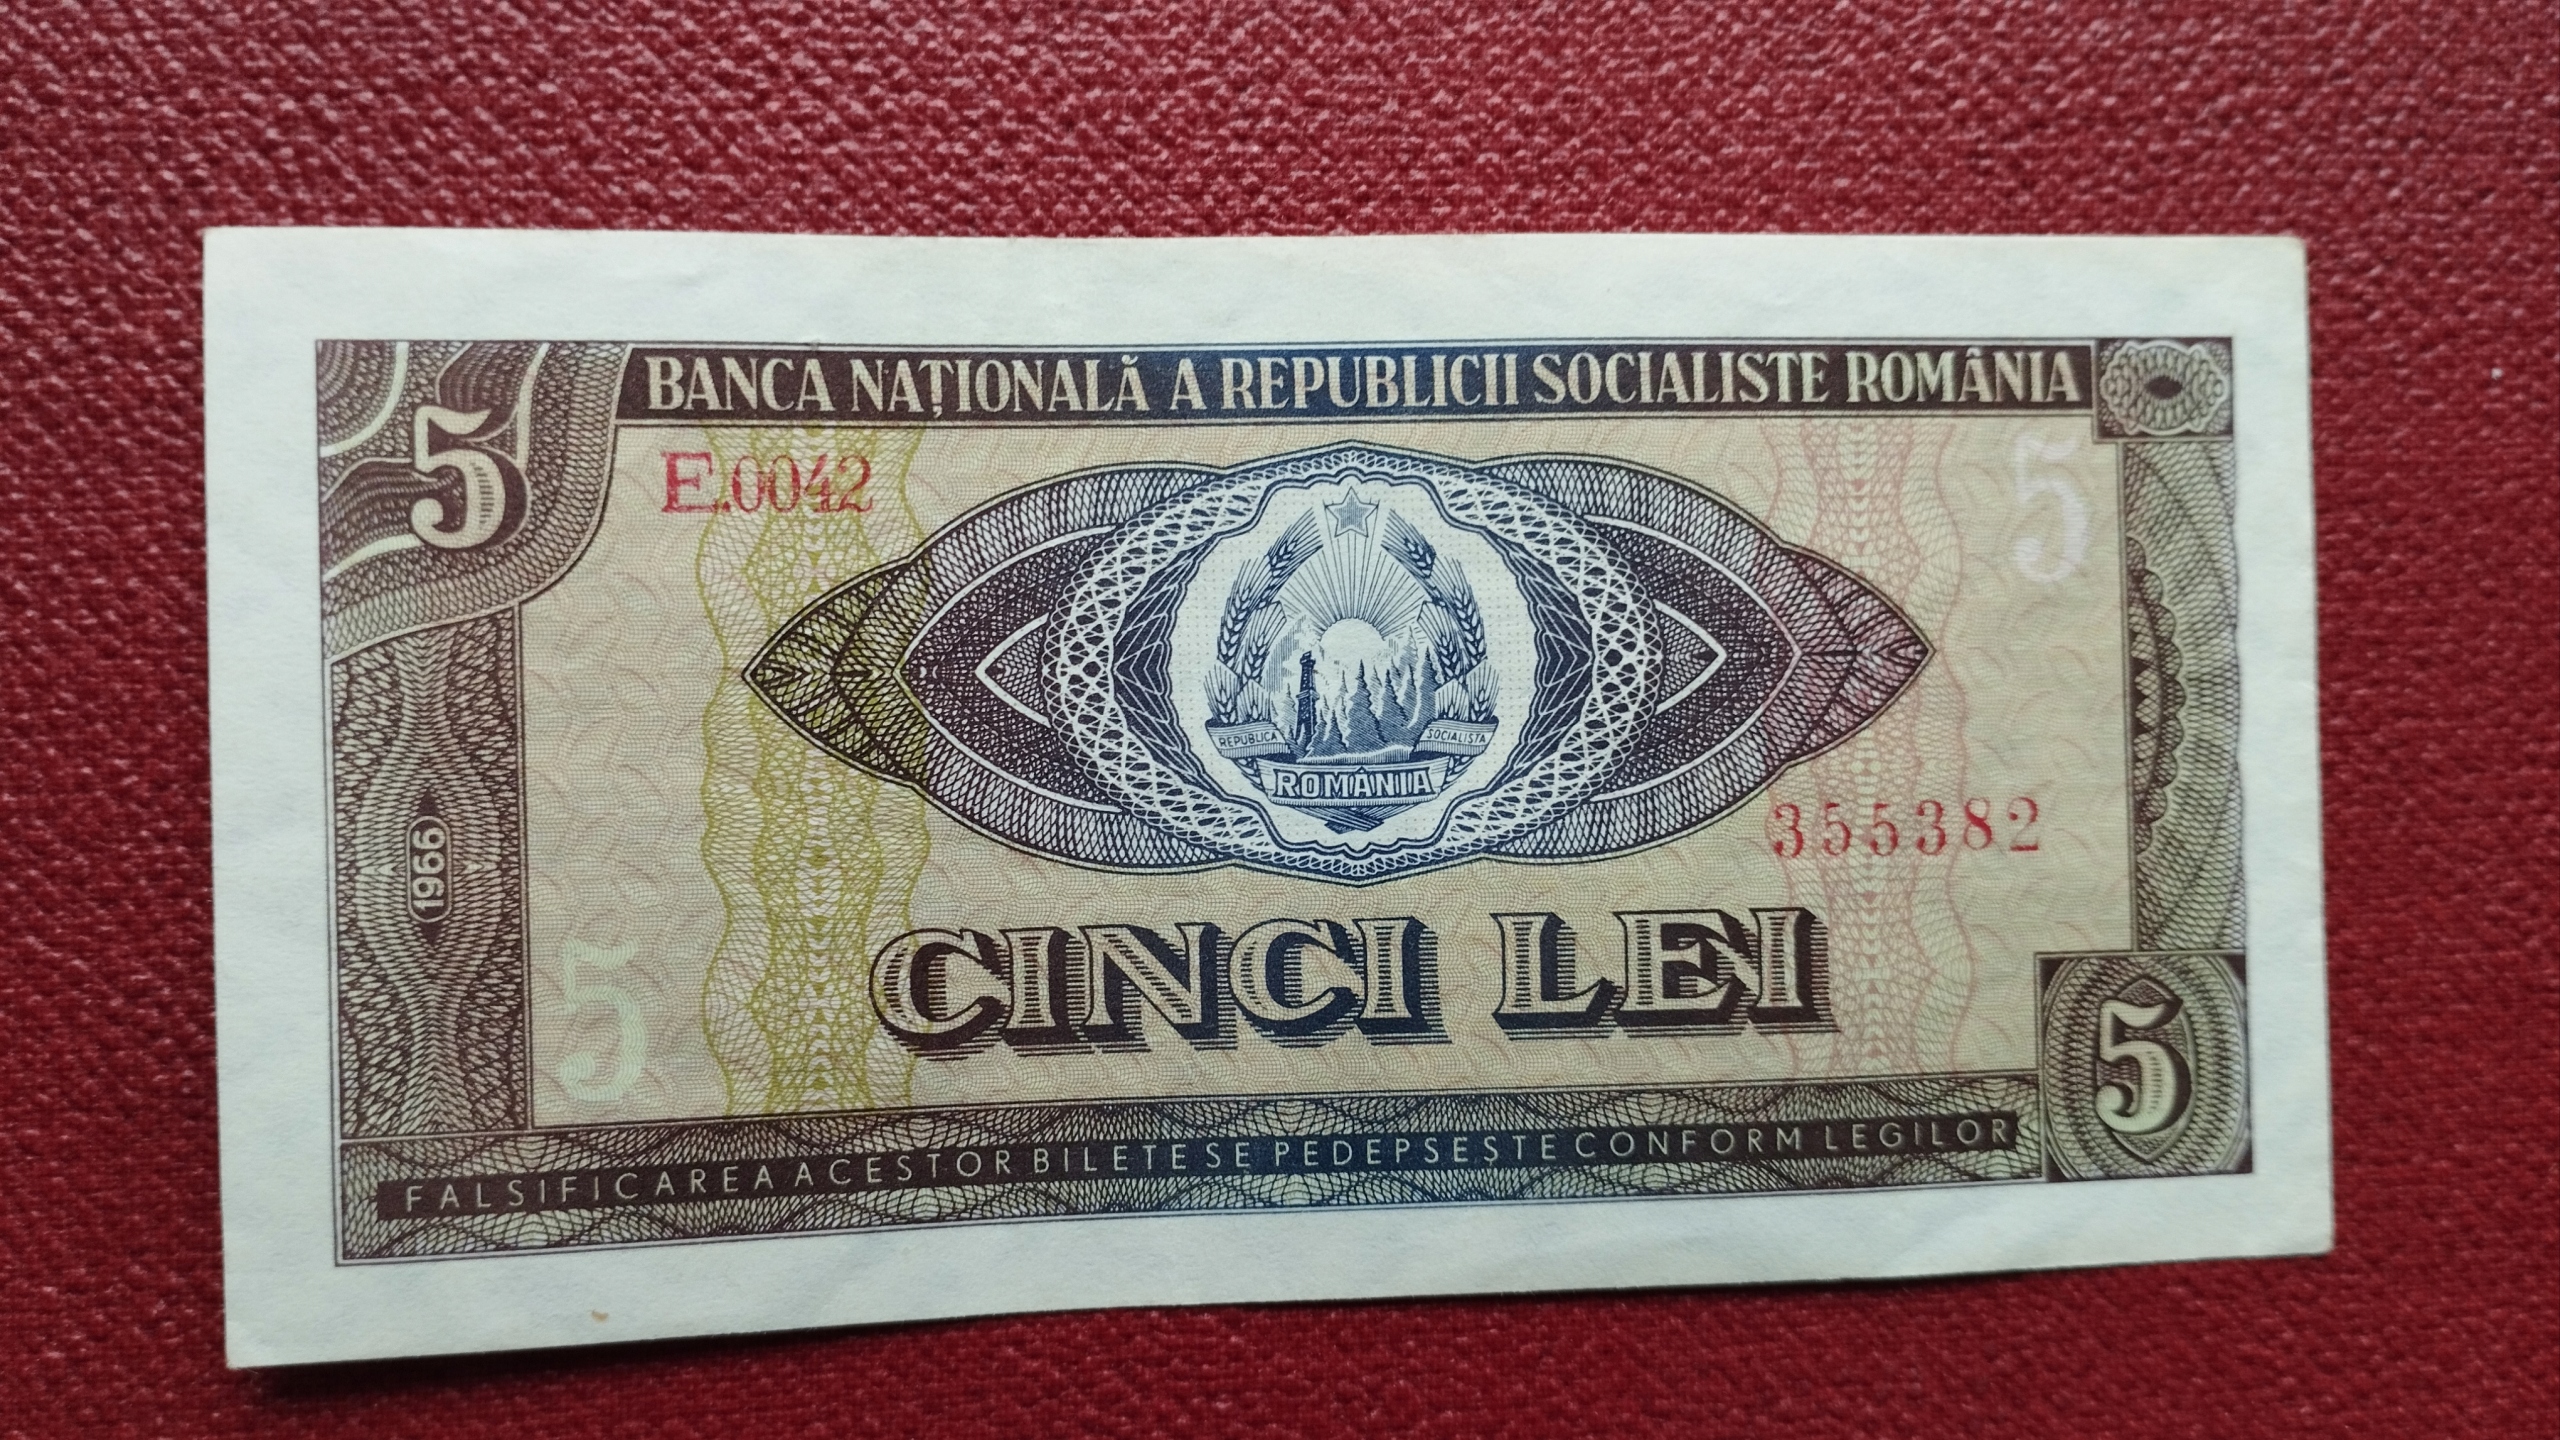 5
BANCA NAȚIONALĂ A REPUBLICII SOCIALISTE ROMÂNIA
E.0042
5
REPUBLICA
SOCIALISTA
ROMÂNIA
1966
355382
5
CINCI LEI
5
FALSIFICAREA ACESTOR BILETE SE PEDEPSEȘTE CONFORM LEGILOR